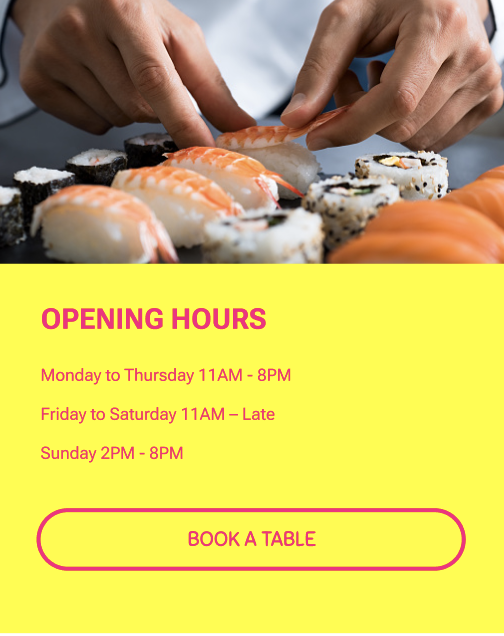 OPENING HOURS
Monday to Thursday 11AM - 8PM
Friday to Saturday 11AM – Late
Sunday 2PM - 8PM
BOOK A TABLE